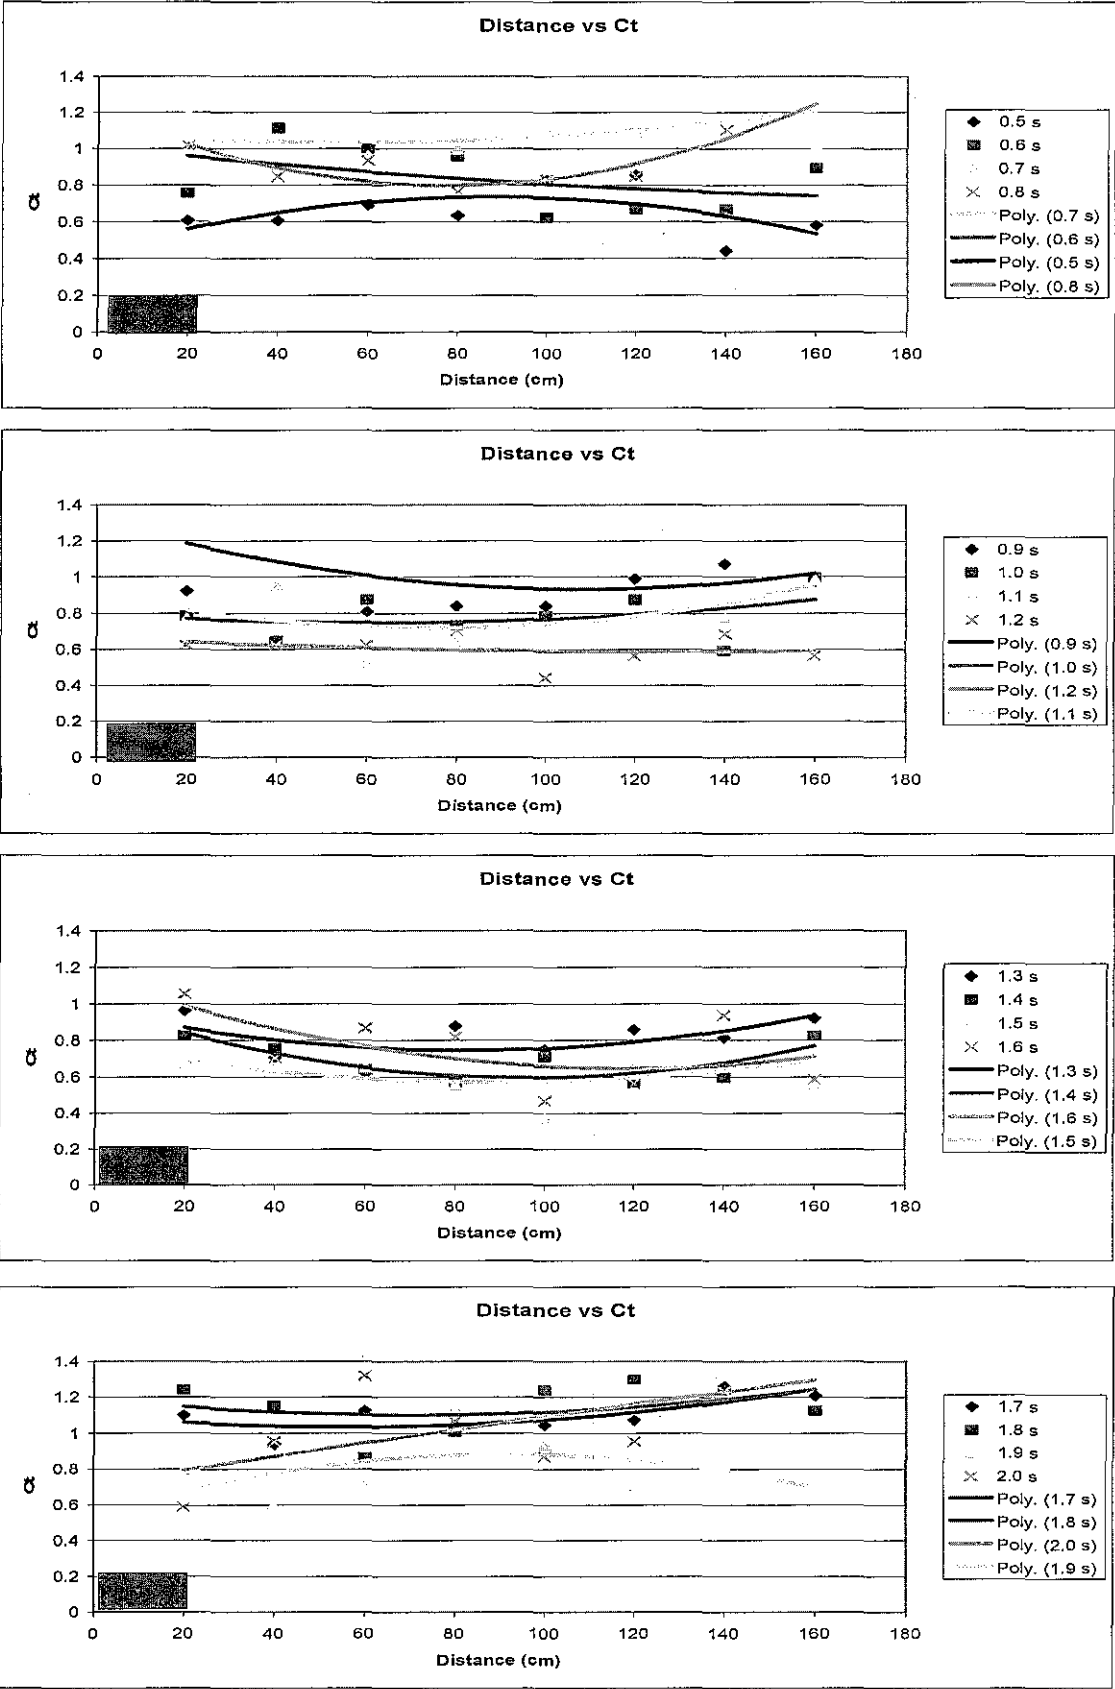 Distance vs Ct
1.4
1.2
1
0.8
0.6
0.4
0.2
0
Ct
0 20 40 60 80 100 120 140 160 180
Distance (cm)
0.5 s
0.6 s
0.7 s
0.8 s
Poly. (0.7 s)
Poly. (0.6 s)
Poly. (0.5 s)
Poly. (0.8 s)
Distance vs Ct
1.4
1.2
1
0.8
0.6
0.4
0.2
0
Ct
0 20 40 60 80 100 120 140 160 180
Distance (cm)
0.9 s
1.0 s
1.1 s
1.2 s
Poly. (0.9 s)
Poly. (1.0 s)
Poly. (1.2 s)
Poly. (1.1 s)
Distance vs Ct
1.4
1.2
1
0.8
0.6
0.4
0.2
0
Ct
0 20 40 60 80 100 120 140 160 180
Distance (cm)
1.3 s
1.4 s
1.5 s
1.6 s
Poly. (1.3 s)
Poly. (1.4 s)
Poly. (1.6 s)
Poly. (1.5 s)
Distance vs Ct
1.4
1.2
1
0.8
0.6
0.4
0.2
0
Ct
0 20 40 60 80 100 120 140 160 180
Distance (cm)
1.7 s
1.8 s
1.9 s
2.0 s
Poly. (1.7 s)
Poly. (1.8 s)
Poly. (2.0 s)
Poly. (1.9 s)